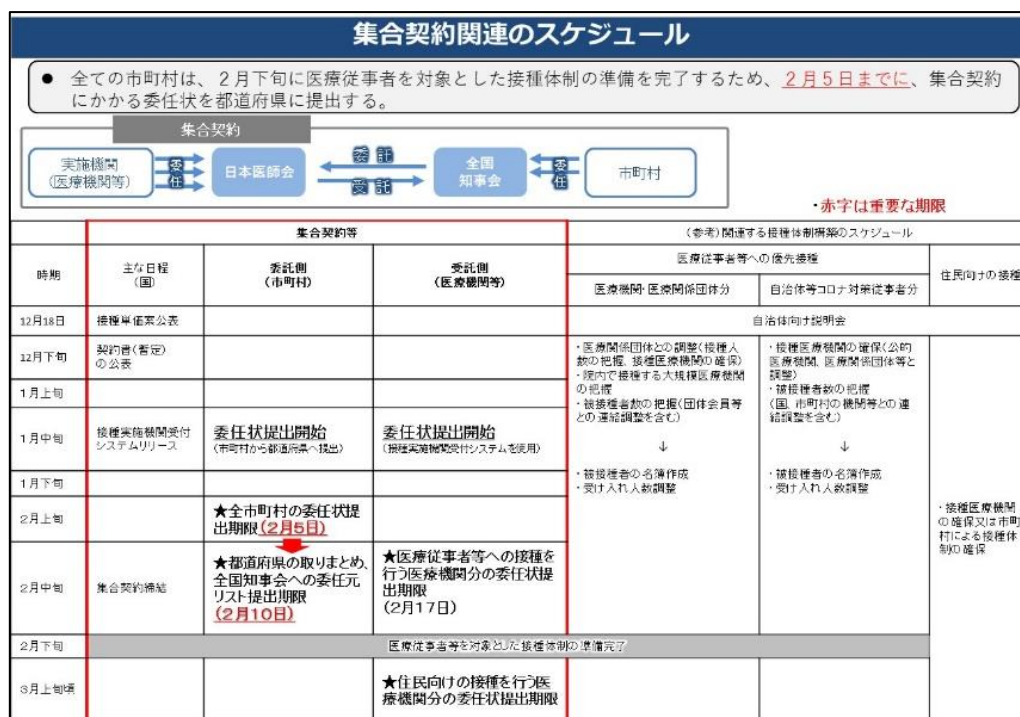 集合契約関連のスケジュール
● 全ての市町村は、２月下旬に医療従事者を対象とした接種体制の準備を完了するため、２月５日までに、集合契約
にかかる委任状を都道府県に提出する。
集合契約
実施機関
(医療機関等)
委任
日本医師会
委託
受託
全国
知事会
委任
市町村
・赤字は重要な期限
集合契約等
(参考)関連する接種体制構築のスケジュール
時期
主な日程
(国)
委託側
(市町村)
受託側
(医療機関等)
医療従事者等への優先接種
住民向けの接種
医療機関・医療関係団体分
自治体等コロナ対策従事者分
12月18日
接種単価案公表
自治体向け説明会
12月下旬
契約書(暫定)
の公表
・医療関係団体との調整(接種人
数の把握、接種医療機関の確保)
・院内で接種する大規模医療機関
の把握
・被接種者数の把握(団体会員等
との連絡調整を含む)
↓
・被接種者の名簿作成
・受け入れ人数調整
・接種医療機関の確保(公的
医療機関、医療関係団体等と
調整)
・被接種者数の把握
(国、市町村の機関等との連
絡調整を含む)
↓
・被接種者の名簿作成
・受け入れ人数調整
・接種医療機関
の確保又は市町
村による接種体
制の確保
1月上旬
1月中旬
接種実施機関受付
システムリリース
委任状提出開始
(市町村から都道府県へ提出)
委任状提出開始
(接種実施機関受付システムを使用)
1月下旬
2月上旬
★全市町村の委任状提
出期限(2月5日)
2月中旬
集合契約締結
★都道府県の取りまとめ、
全国知事会への委任元
リスト提出期限
(2月10日)
★医療従事者等への接種を
行う医療機関分の委任状提
出期限
(2月17日)
2月下旬
医療従事者等を対象とした接種体制の準備完了
3月上旬頃
★住民向けの接種を行う医
療機関分の委任状提出期限